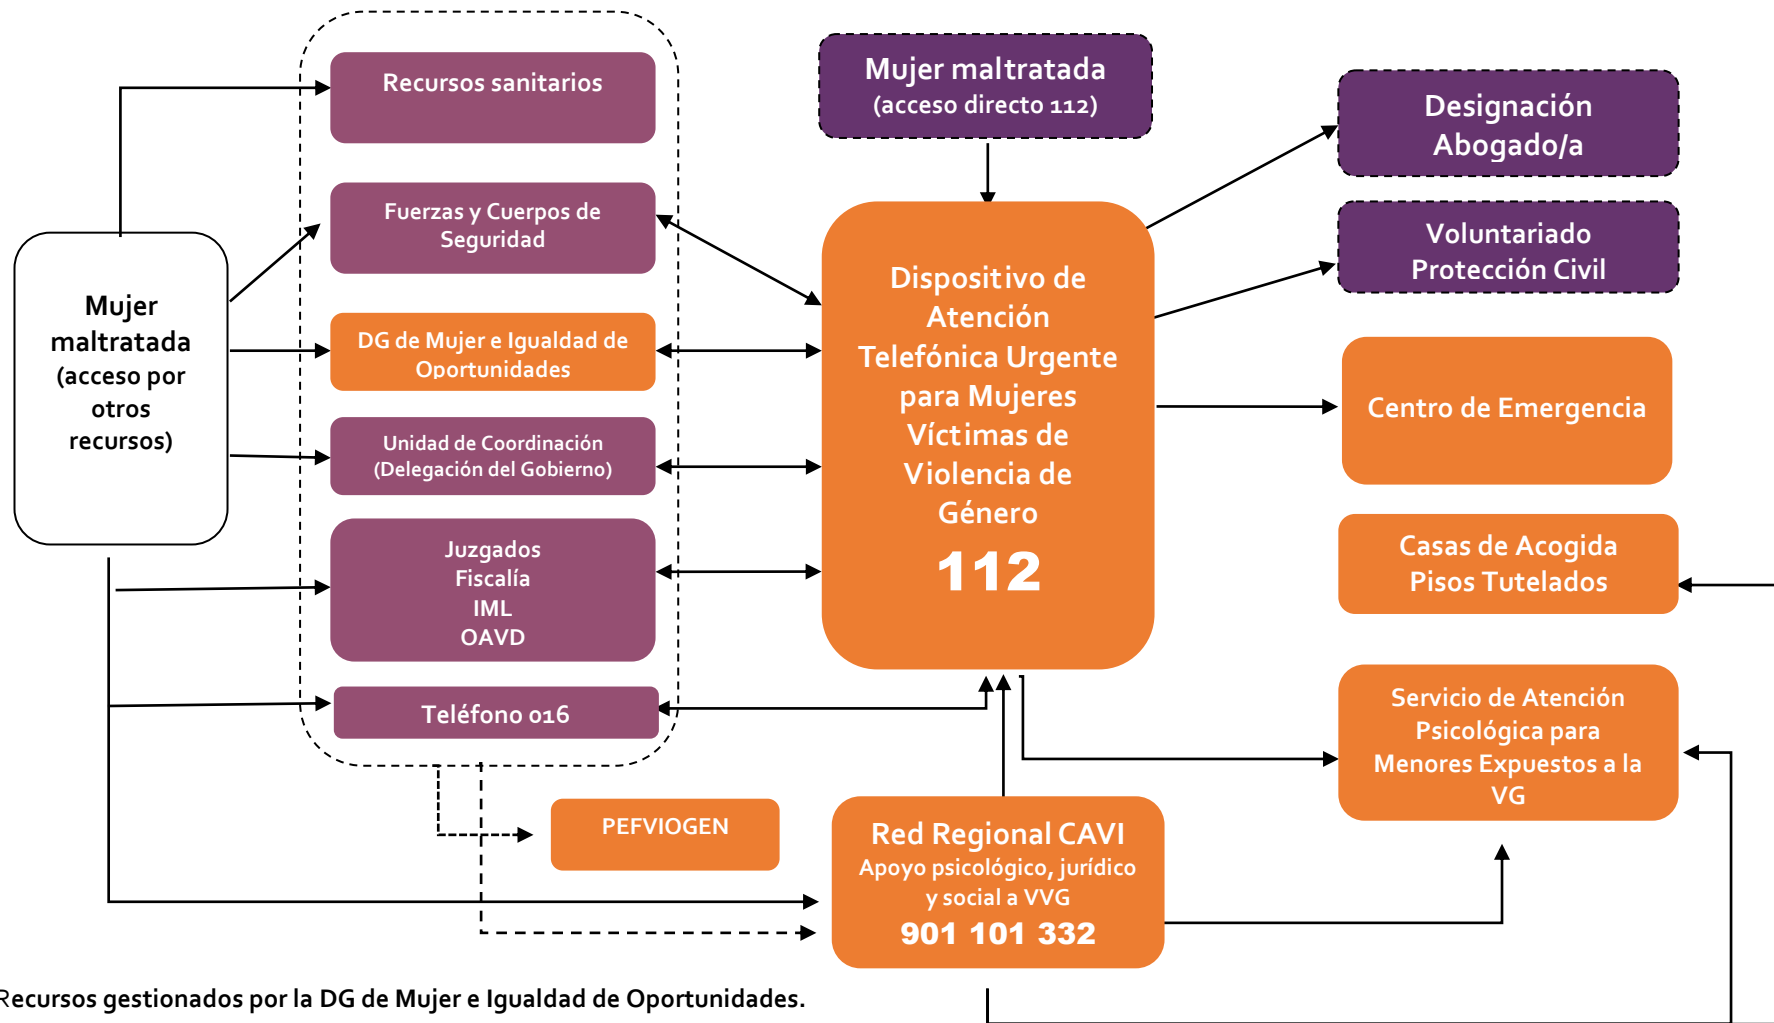 Mujer
maltratada
(acceso por
otros
recursos)
Recursos sanitarios
Fuerzas y Cuerpos de
Seguridad
DG de Mujer e Igualdad de
Oportunidades
Unidad de Coordinación
(Delegación del Gobierno)
Juzgados
Fiscalía
IML
OAVD
Teléfono 016
PEFVIOGEN
Mujer maltratada
(acceso directo 112)
Dispositivo de
Atención
Telefónica Urgente
para Mujeres
Víctimas de
Violencia de
Género
112
Red Regional CAVI
Apoyo psicológico, jurídico
y social a VVG
901 101 332
Designación
Abogado/a
Voluntariado
Protección Civil
Centro de Emergencia
Casas de Acogida
Pisos Tutelados
Servicio de Atención
Psicológica para
Menores Expuestos a la
VG
Recursos gestionados por la DG de Mujer e Igualdad de Oportunidades.